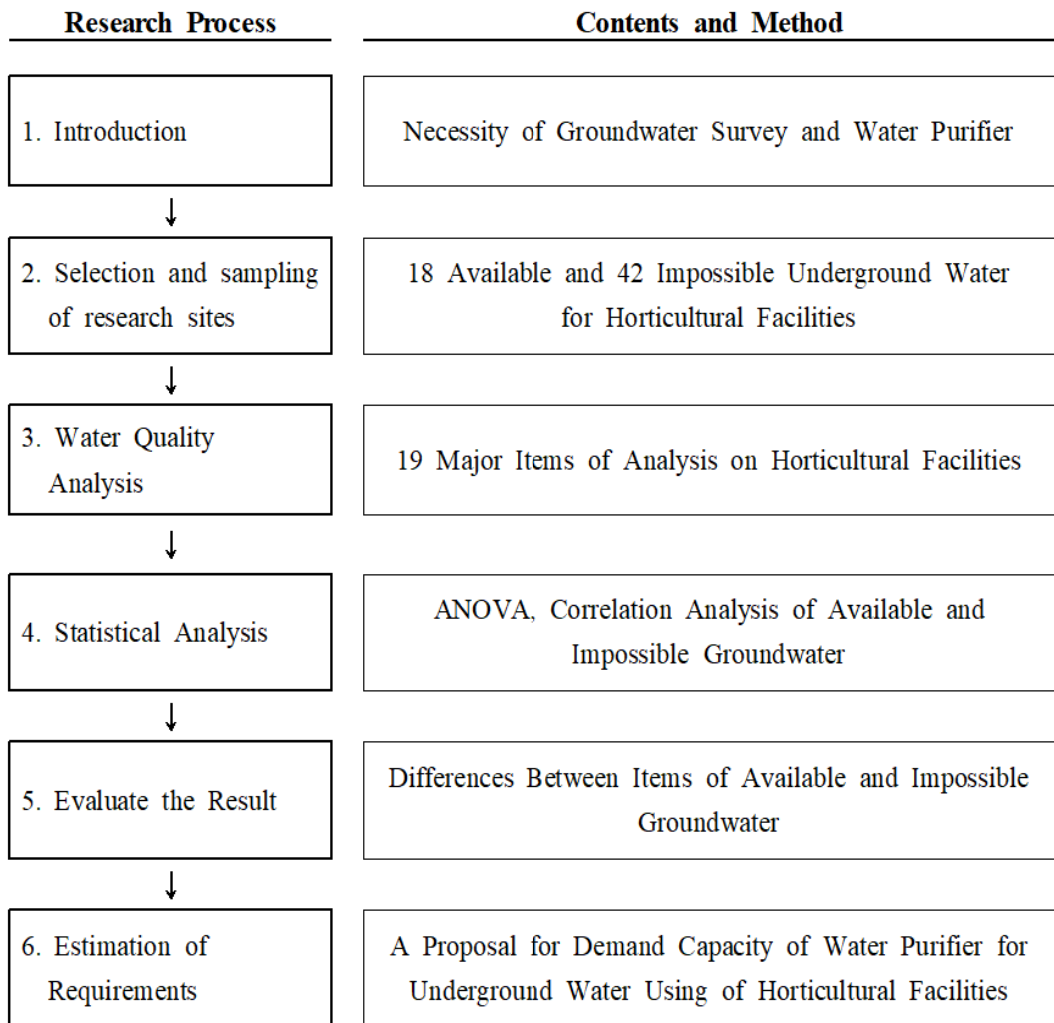 Research Process
Contents and Method
1. Introduction
Necessity of Groundwater Survey and Water Purifier
2. Selection and sampling
of research sites
18 Available and 42 Impossible Underground Water
for Horticultural Facilities
3. Water Quality
Analysis
19 Major Items of Analysis on Horticultural Facilities
4. Statistical Analysis
ANOVA, Correlation Analysis of Available and
Impossible Groundwater
5. Evaluate the Result
Differences Between Items of Available and Impossible
Groundwater
6. Estimation of
Requirements
A Proposal for Demand Capacity of Water Purifier for
Underground Water Using of Horticultural Facilities